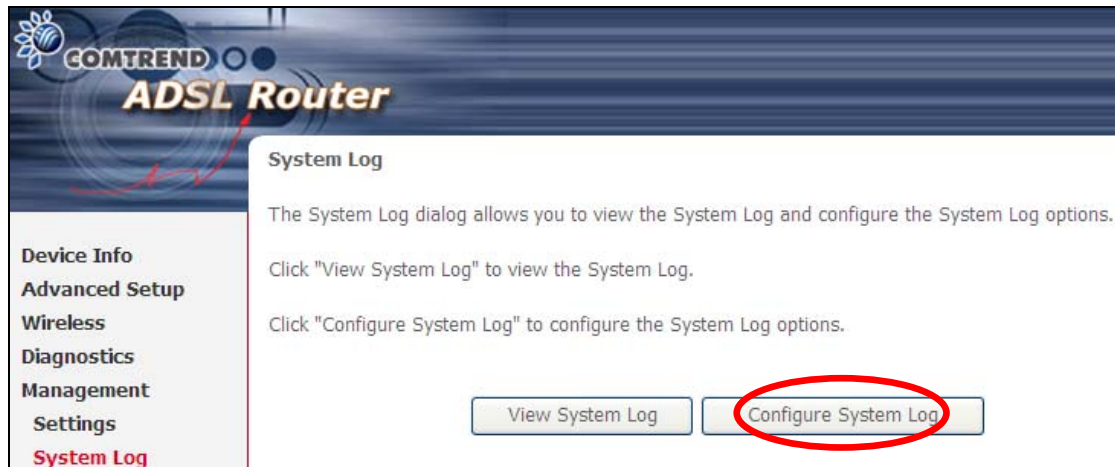 COMTREND
ADSL Router
System Log
The System Log dialog allows you to view the System Log and configure the System Log options.
Click "View System Log" to view the System Log.
Click "Configure System Log" to configure the System Log options.
View System Log
Configure System Log
Device Info
Advanced Setup
Wireless
Diagnostics
Management
Settings
System Log